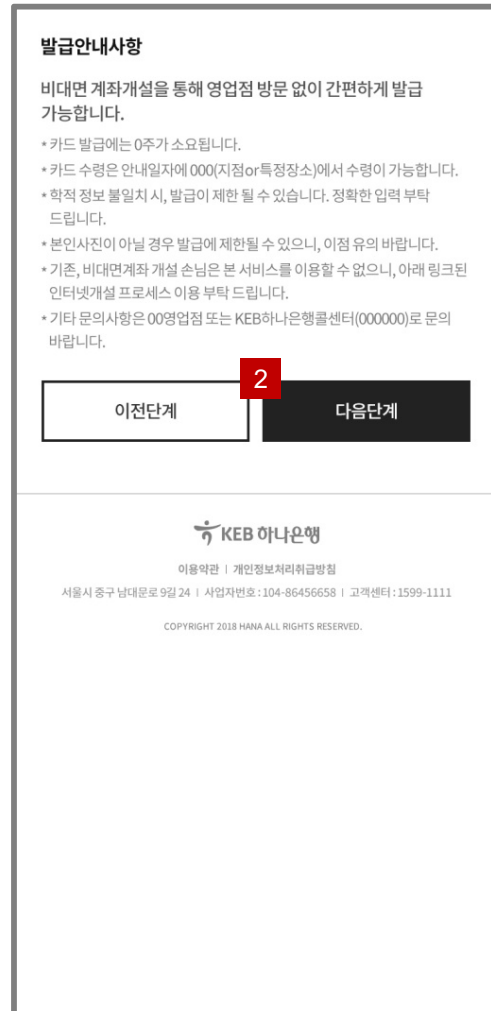 발급안내사항
비대면 계좌개설을 통해 영업점 방문 없이 간편하게 발급
가능합니다.
* 카드 발급에는 0주가 소요됩니다.
* 카드 수령은 안내일자에 000(지점or특정장소)에서 수령이 가능합니다.
* 학적 정보 불일치 시, 발급이 제한 될 수 있습니다. 정확한 입력 부탁
드립니다.
* 본인사진이 아닐 경우 발급에 제한될 수 있으니, 이점 유의 바랍니다.
* 기존, 비대면계좌 개설 손님은 본 서비스를 이용할 수 없으니, 아래 링크된
인터넷개설 프로세스 이용 부탁 드립니다.
* 기타 문의사항은 00영업점 또는 KEB하나은행콜센터(000000)로 문의
바랍니다.
2
이전단계 다음단계
KEB 하나은행
이용약관 | 개인정보처리취급방침
서울시 중구 남대문로 9길 24 | 사업자번호 : 104-86456658 | 고객센터 : 1599-1111
COPYRIGHT 2018 HANA ALL RIGHTS RESERVED.